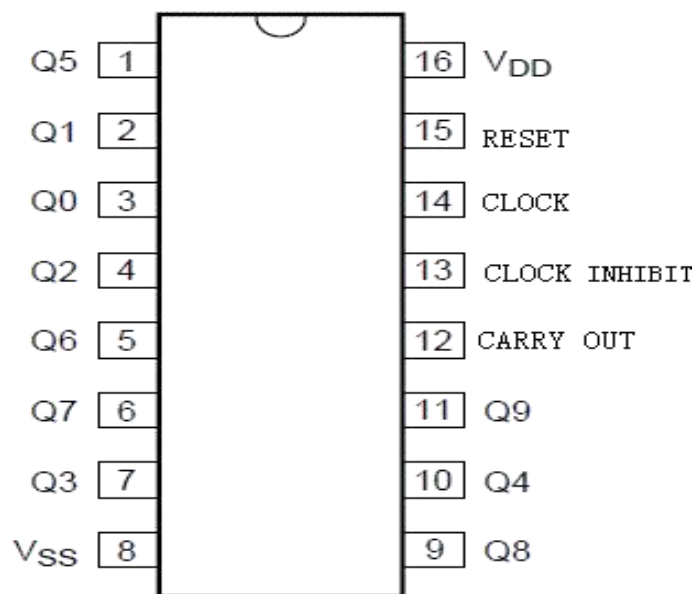 Q5 1 16 VDD
Q1 2 15 RESET
Q0 3 14 CLOCK
Q2 4 13 CLOCK INHIBIT
Q6 5 12 CARRY OUT
Q7 6 11 Q9
Q3 7 10 Q4
VSS 8 9 Q8